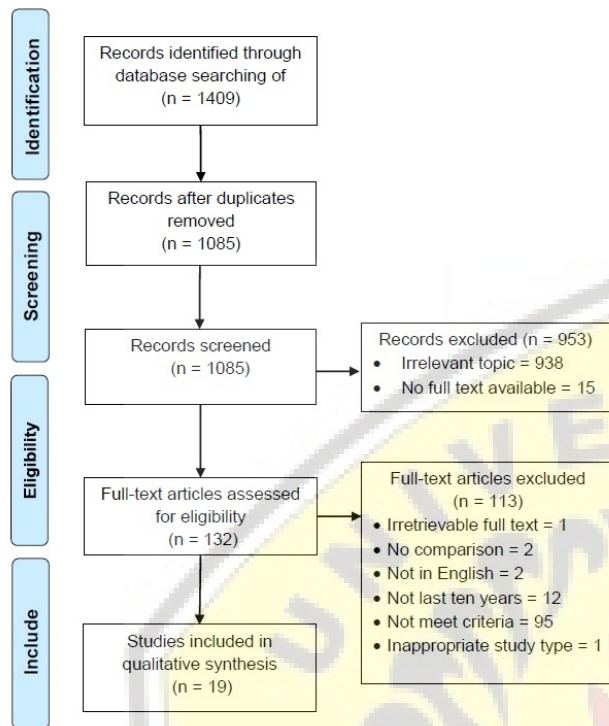 Identification
Records identified through
database searching of
(n = 1409)
Screening
Records after duplicates
removed
(n = 1085)
Records screened
(n = 1085)
Records excluded (n = 953)
• Irrelevant topic = 938
• No full text available = 15
Eligibility
Full-text articles assessed
for eligibility
(n = 132)
Full-text articles excluded
(n = 113)
• Irretrievable full text = 1
• No comparison = 2
• Not in English = 2
• Not last ten years = 12
• Not meet criteria = 95
• Inappropriate study type = 1
Include
Studies included in
qualitative synthesis
(n = 19)
UNIVE